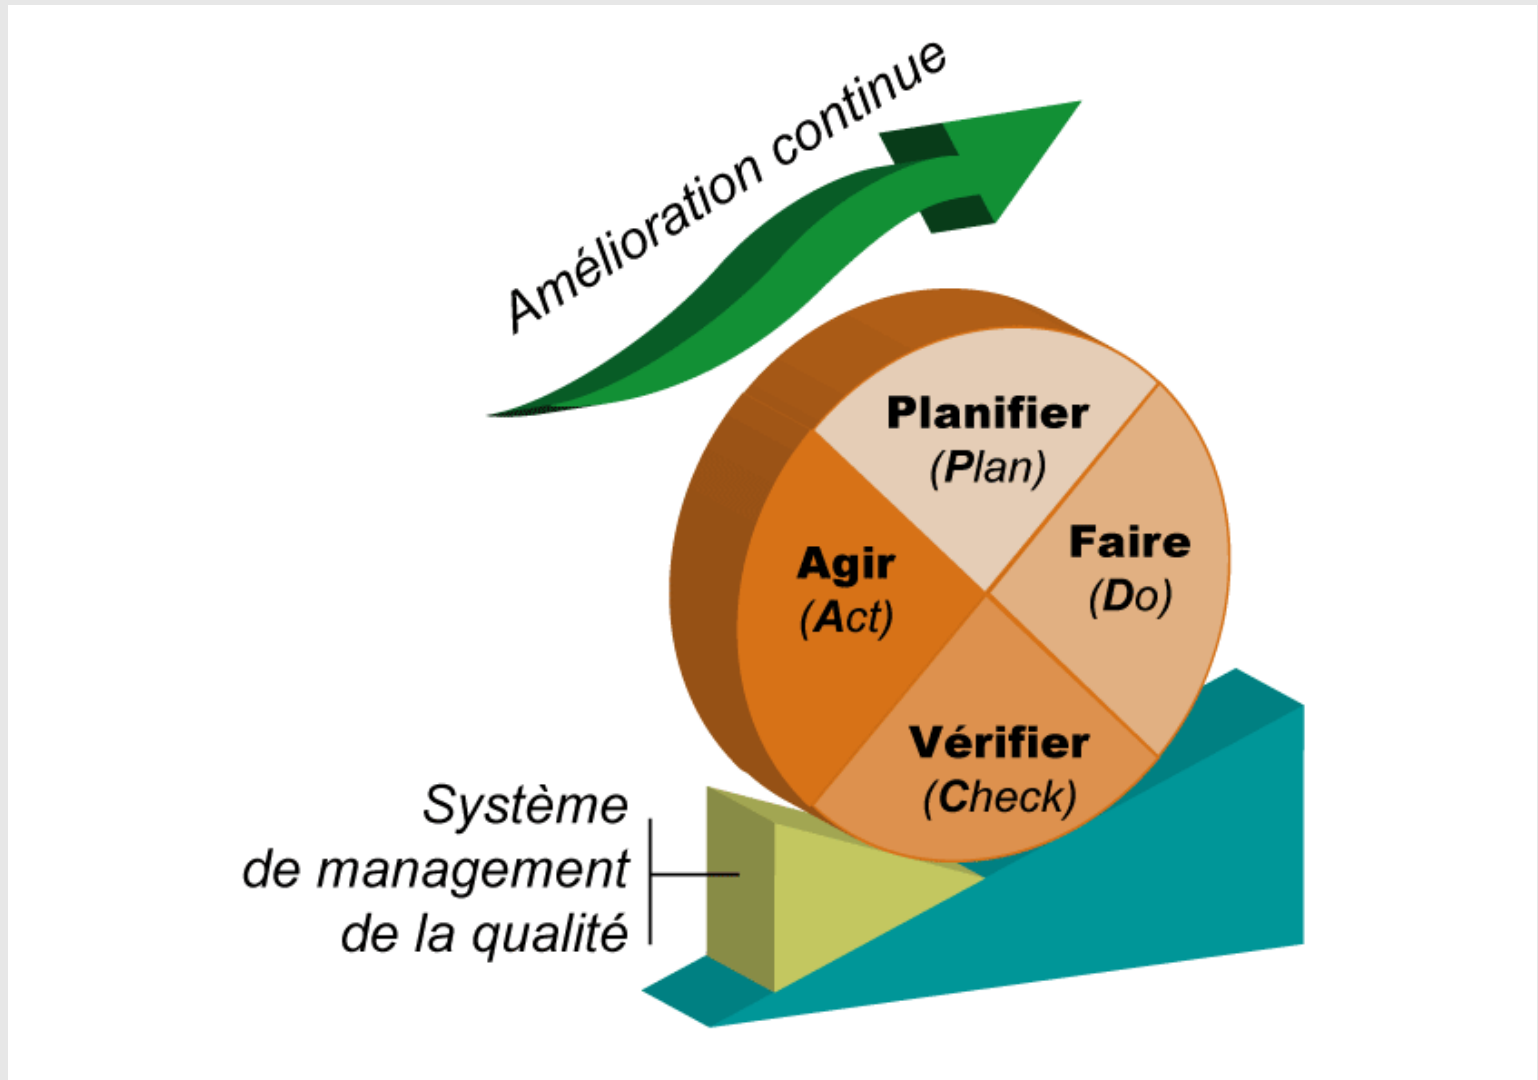 Amélioration continue
Planifier
(Plan)
Faire
(Do)
Agir
(Act)
Vérifier
(Check)
Système
de management
de la qualité